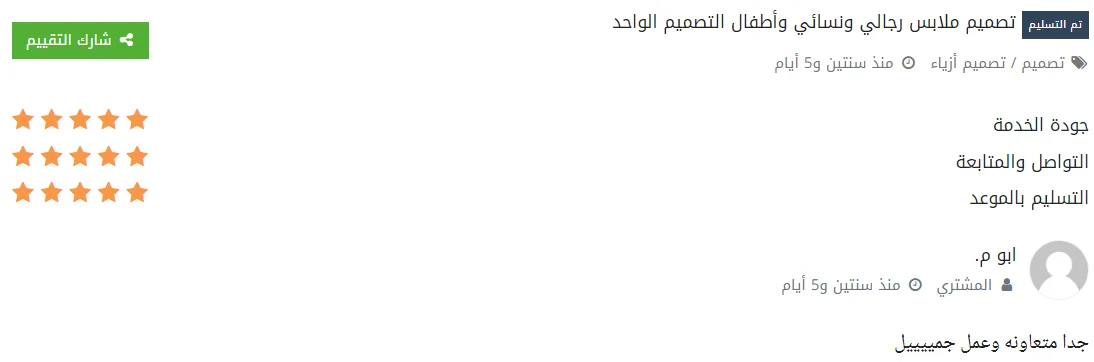 تم التسليم تصميم ملابس رجالي ونسائي وأطفال التصميم الواحد
شارك التقييم
تصميم / تصميم أزياء منذ سنتين و5 أيام
جودة الخدمة
التواصل والمتابعة
التسليم بالموعد
ابو م.
المشتري منذ سنتين و5 أيام
جدا متعاونه وعمل جمييييل